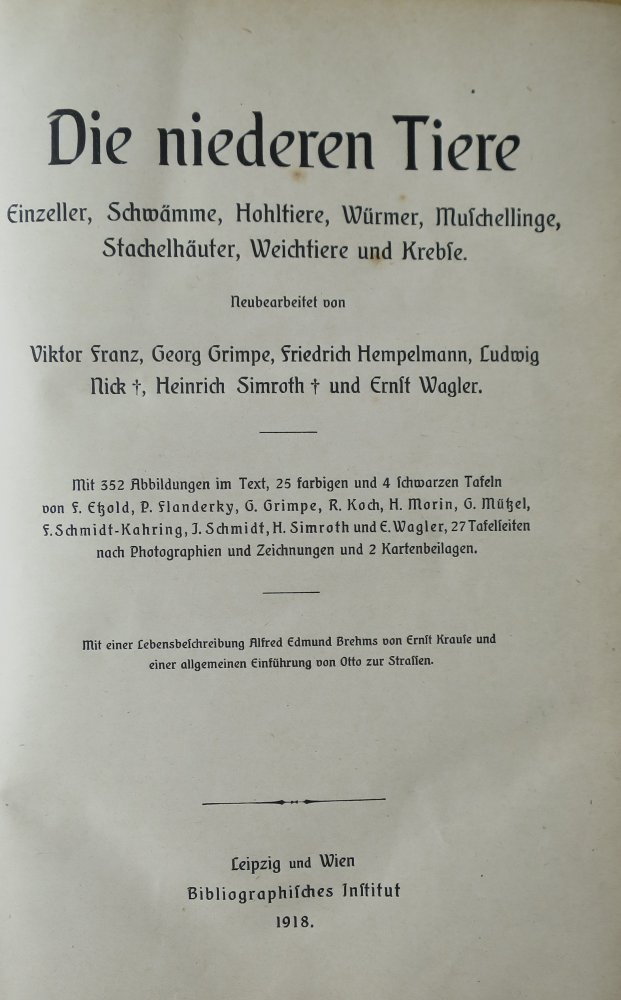 Die niederen Tiere
Einzeller, Schwämme, Hohltiere, Würmer, Muſchellinge,
Stachelhäuter, Weichtiere und Krebſe.
Neubearbeitet von
Viktor Franz, Georg Grimpe, Friedrich Hempelmann, Ludwig
Nick †, Heinrich Simroth † und Ernſt Wagler.
Mit 352 Abbildungen im Text, 25 farbigen und 4 ſchwarzen Tafeln
von F. Etzold, P. Flanderky, G. Grimpe, R. Koch, H. Morin, G. Mützel,
F. Schmidt-Kahring, J. Schmidt, H. Simroth und E. Wagler, 27 Tafelſeiten
nach Photographien und Zeichnungen und 2 Kartenbeilagen.
Mit einer Lebensbeſchreibung Alfred Edmund Brehms von Ernſt Krauſe und
einer allgemeinen Einführung von Otto zur Straſſen.
Leipzig und Wien
Bibliographiſches Inſtitut
1918.